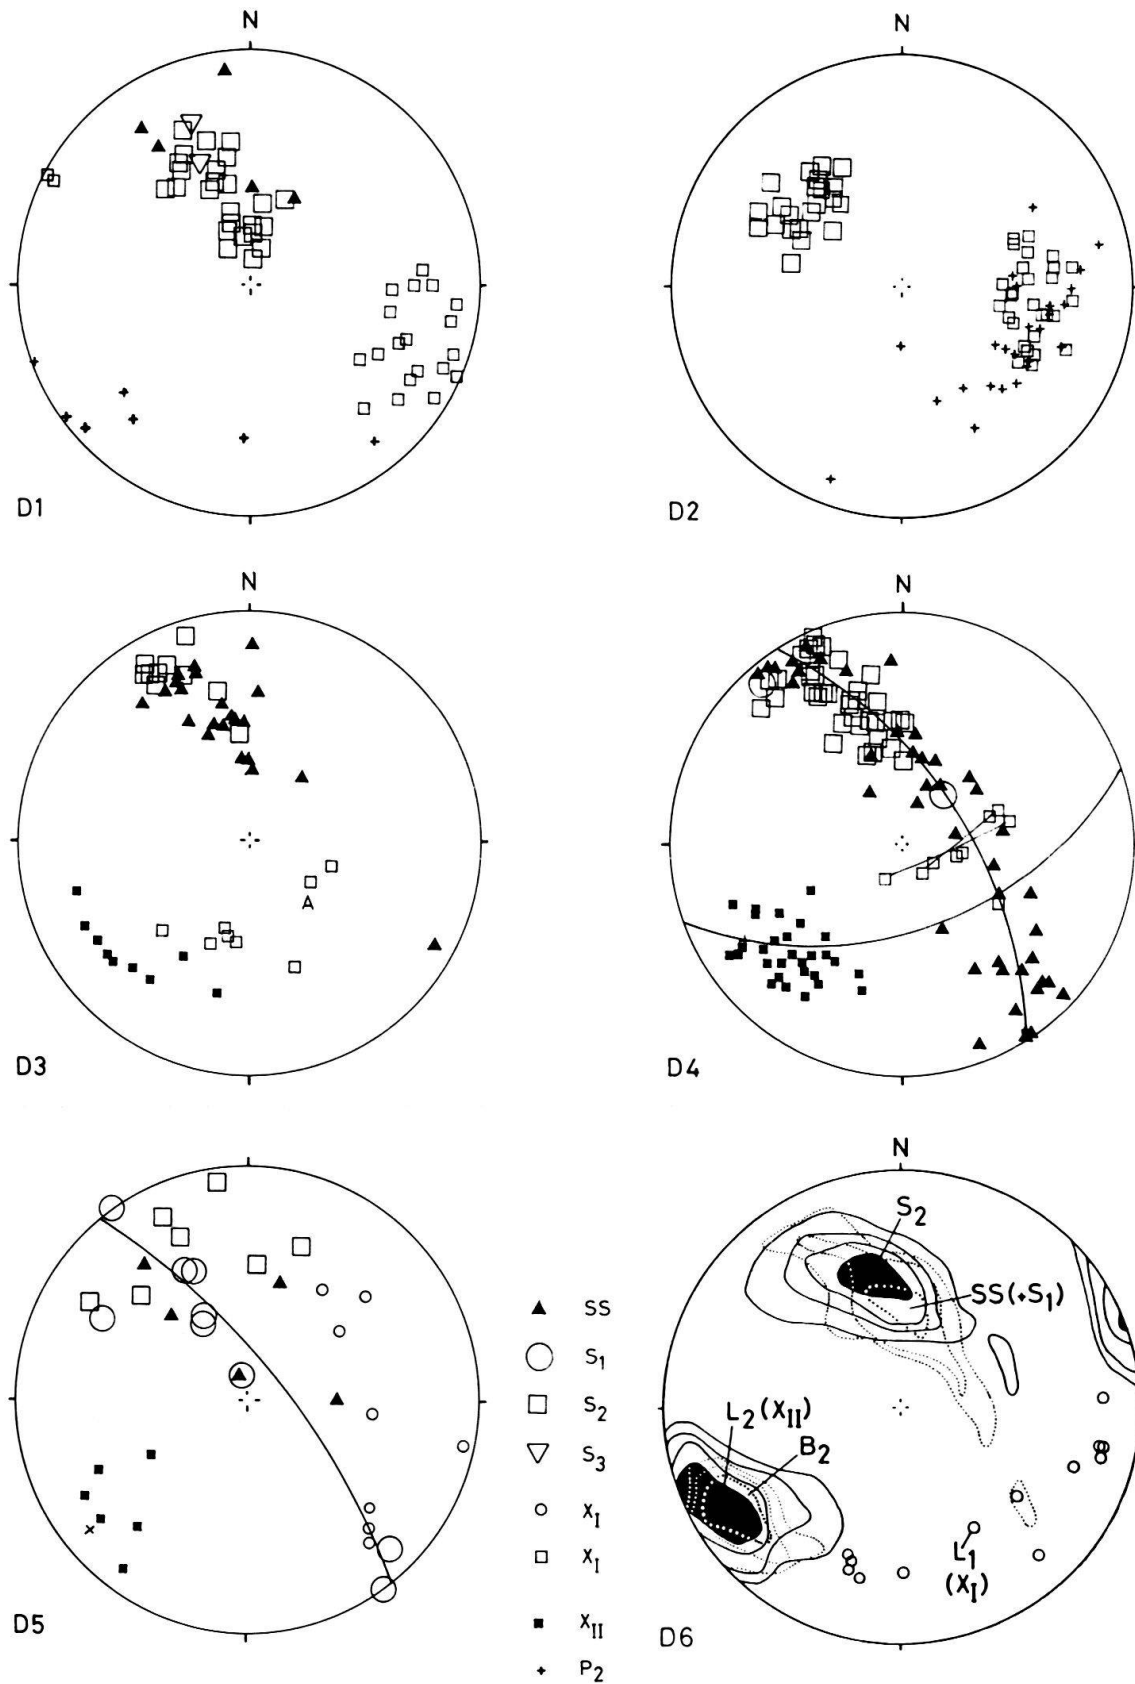 N
N
D1
D2
N
N
A
D3
D4
N
S2
SS(+S1)
L2(XII)
B2
L1
(XI)
SS
S1
S2
S3
XI
XI
XII
P2
D5
D6